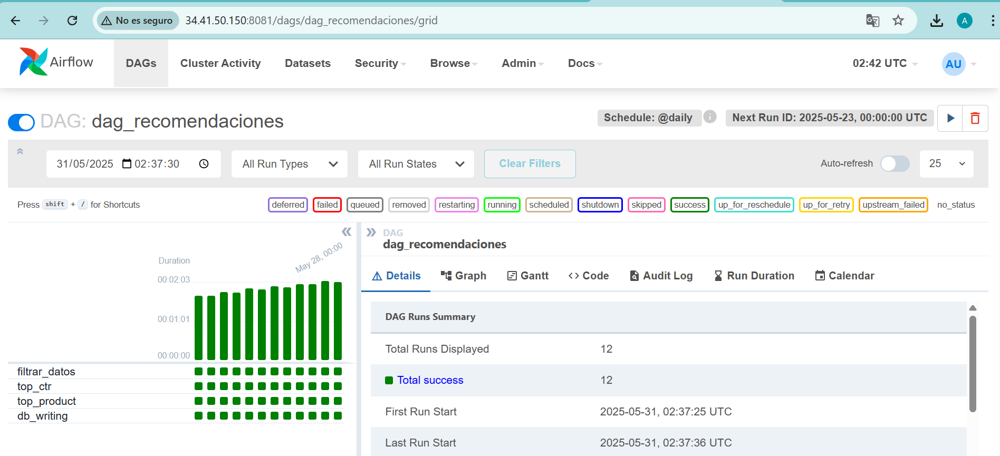 No es seguro 34.41.50.150:8081/dags/dag_recomendaciones/grid A
Airflow DAGs Cluster Activity Datasets Security Browse Admin Docs 02:42 UTC AU
DAG: dag_recomendaciones Schedule: @daily i Next Run ID: 2025-05-23, 00:00:00 UTC
31/05/2025 02:37:30 All Run Types All Run States Clear Filters Auto-refresh 25
Press shift + / for Shortcuts deferred failed queued removed restarting running scheduled shutdown skipped success up_for_reschedule up_for_retry upstream_failed no_status
DAG
dag_recomendaciones
May 28, 00:00
Duration
00:02:03
00:01:01
00:00:00
filtrar_datos
top_ctr
top_product
db_writing
Details Graph Gantt Code Audit Log Run Duration Calendar
DAG Runs Summary
Total Runs Displayed 12
Total success 12
First Run Start 2025-05-31, 02:37:25 UTC
Last Run Start 2025-05-31, 02:37:36 UTC